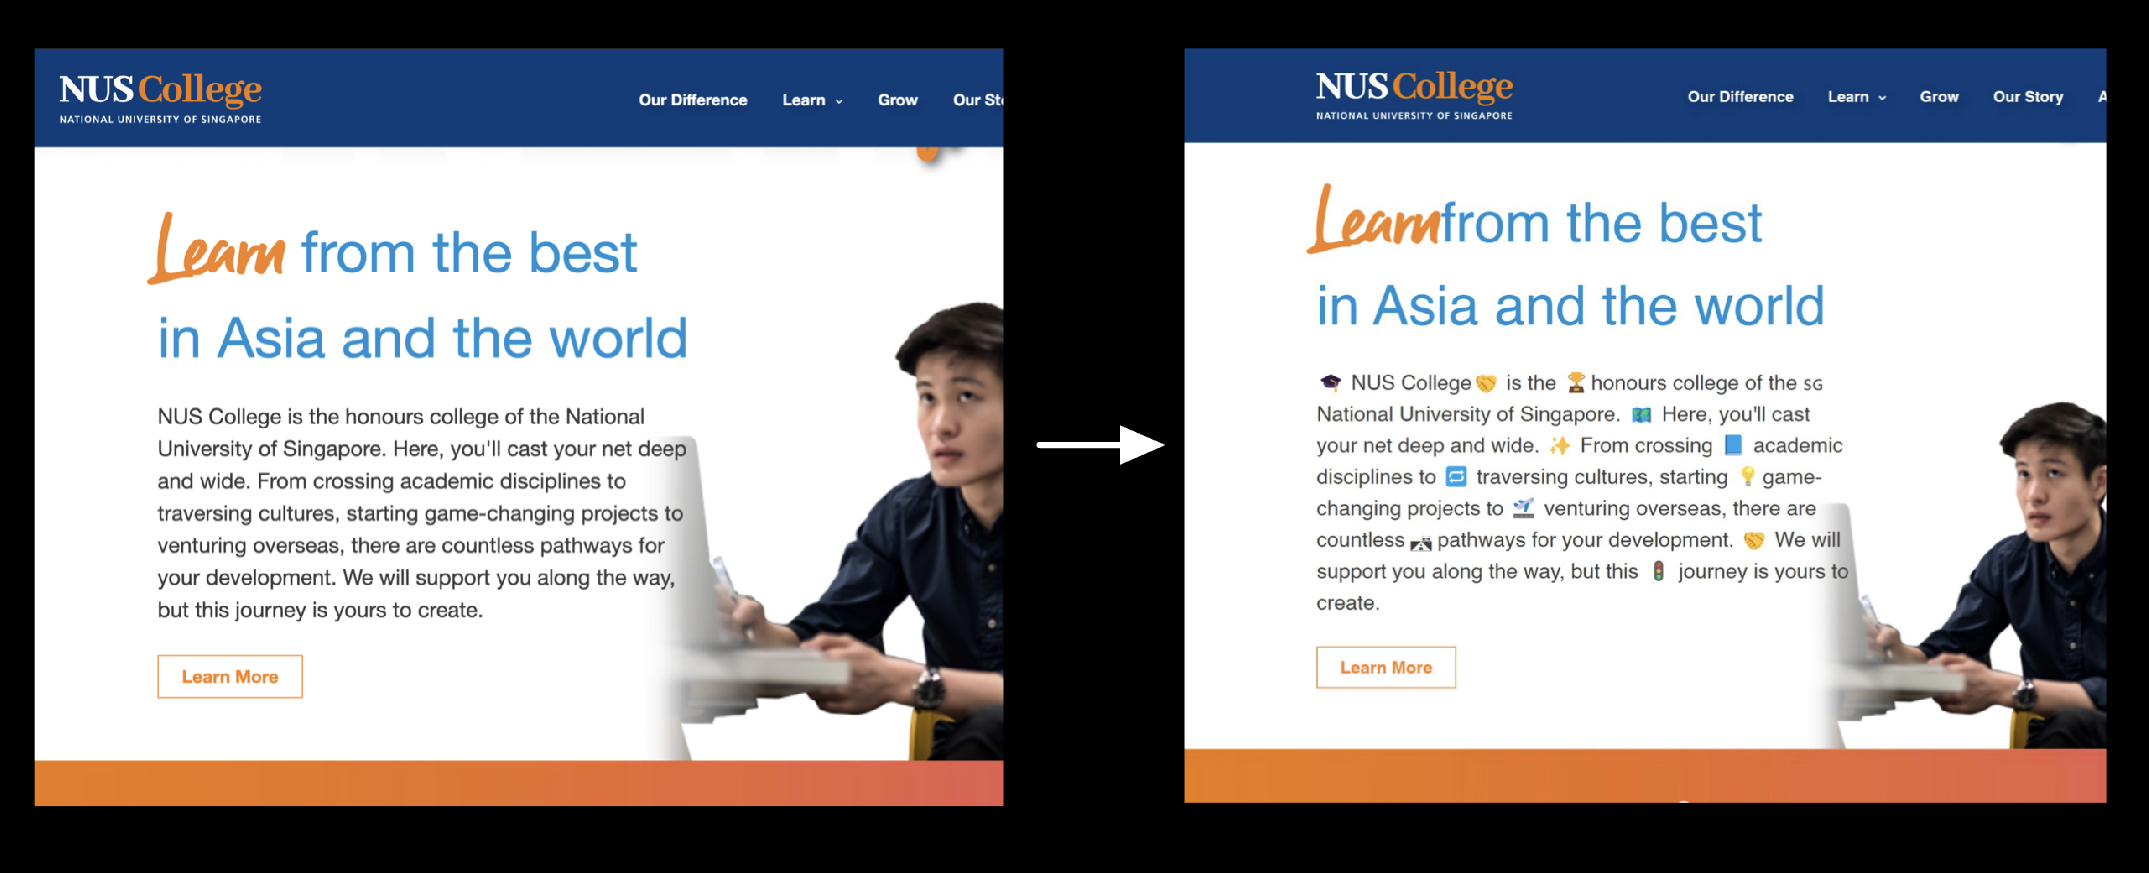 NUS College
NATIONAL UNIVERSITY OF SINGAPORE
Our Difference Learn Grow Our Sto
Learn from the best
in Asia and the world
NUS College is the honours college of the National
University of Singapore. Here, you'll cast your net deep
and wide. From crossing academic disciplines to
traversing cultures, starting game-changing projects to
venturing overseas, there are countless pathways for
your development. We will support you along the way,
but this journey is yours to create.
Learn More
NUS College
NATIONAL UNIVERSITY OF SINGAPORE
Our Difference Learn Grow Our Story A
Learn from the best
in Asia and the world
🎓 NUS College 🤝 is the 🏆 honours college of the SG
National University of Singapore. 🗺️ Here, you'll cast
your net deep and wide. ✨ From crossing 📘 academic
disciplines to 🔁 traversing cultures, starting 💡 game-
changing projects to 🛫 venturing overseas, there are
countless 🛤️ pathways for your development. 🤝 We will
support you along the way, but this 🚦 journey is yours to
create.
Learn More